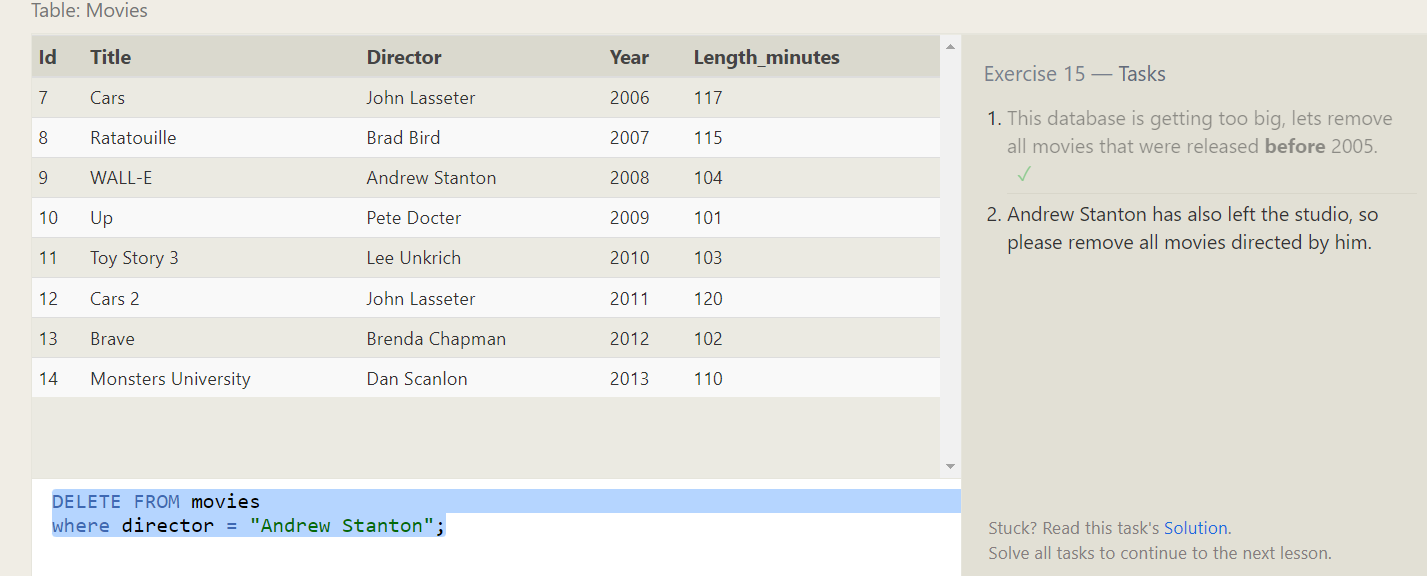 Table: Movies
Id Title Director Year Length_minutes
7 Cars John Lasseter 2006 117
8 Ratatouille Brad Bird 2007 115
9 WALL-E Andrew Stanton 2008 104
10 Up Pete Docter 2009 101
11 Toy Story 3 Lee Unkrich 2010 103
12 Cars 2 John Lasseter 2011 120
13 Brave Brenda Chapman 2012 102
14 Monsters University Dan Scanlon 2013 110
DELETE FROM movies
where director = "Andrew Stanton";
Exercise 15 — Tasks
1. This database is getting too big, lets remove
all movies that were released before 2005.
✓
2. Andrew Stanton has also left the studio, so
please remove all movies directed by him.
Stuck? Read this task's Solution.
Solve all tasks to continue to the next lesson.